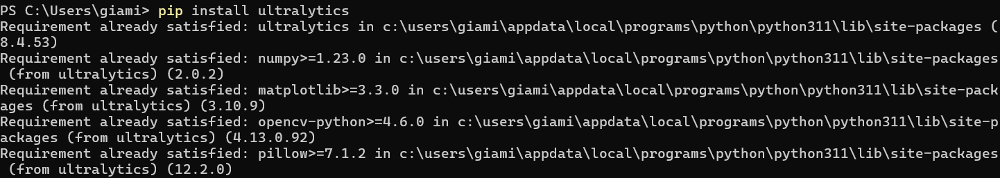 PS C:\Users\giami> pip install ultralytics
Requirement already satisfied: ultralytics in c:\users\giami\appdata\local\programs\python\python311\lib\site-packages (
8.4.53)
Requirement already satisfied: numpy>=1.23.0 in c:\users\giami\appdata\local\programs\python\python311\lib\site-packages
 (from ultralytics) (2.0.2)
Requirement already satisfied: matplotlib>=3.3.0 in c:\users\giami\appdata\local\programs\python\python311\lib\site-pack
ages (from ultralytics) (3.10.9)
Requirement already satisfied: opencv-python>=4.6.0 in c:\users\giami\appdata\local\programs\python\python311\lib\site-p
ackages (from ultralytics) (4.13.0.92)
Requirement already satisfied: pillow>=7.1.2 in c:\users\giami\appdata\local\programs\python\python311\lib\site-packages
 (from ultralytics) (12.2.0)